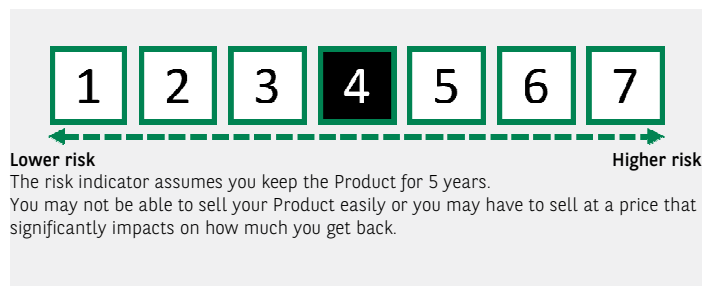 1 2 3 4 5 6 7
Lower risk Higher risk
The risk indicator assumes you keep the Product for 5 years.
You may not be able to sell your Product easily or you may have to sell at a price that
significantly impacts on how much you get back.